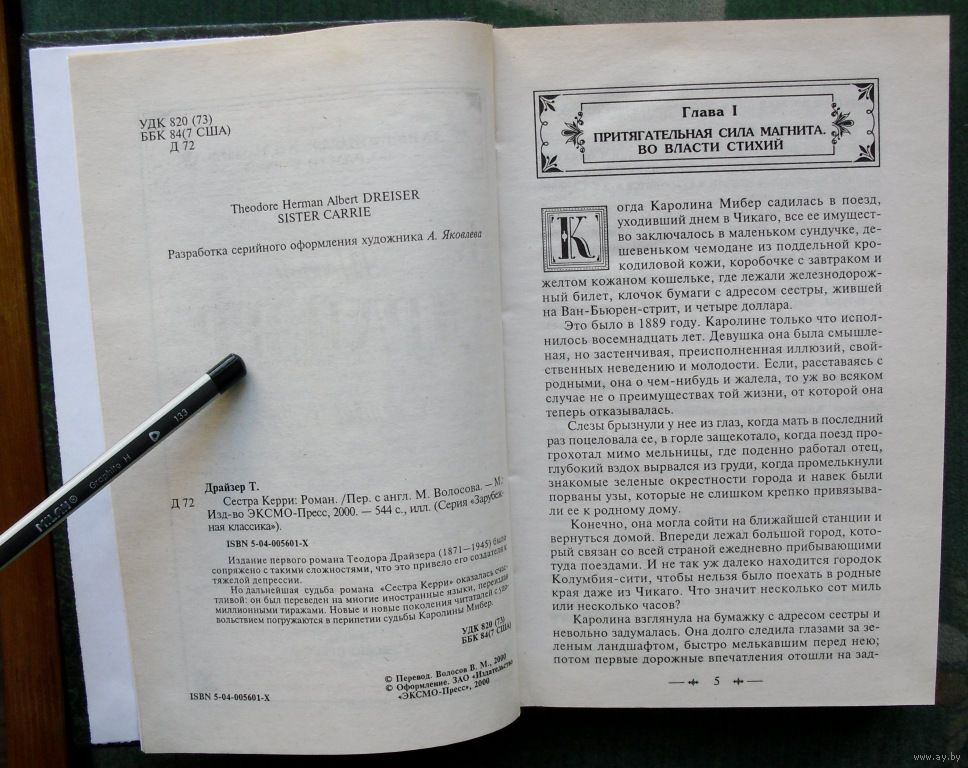 УДК 820 (73)
ББК 84(7 США)
Д 72
Theodore Herman Albert DREISER
SISTER CARRIE
Разработка серийного оформления художника А. Яковлева
Драйзер Т.
Д 72 Сестра Керри: Роман. /Пер. с англ. М. Волосова. — М.:
Изд-во ЭКСМО-Пресс, 2000. — 544 с., илл. (Серия «Зарубеж-
ная классика»).
ISBN 5-04-005601-X
Издание первого романа Теодора Драйзера (1871—1945) было
сопряжено с такими сложностями, что это привело его создателя к
тяжелой депрессии.
Но дальнейшая судьба романа «Сестра Керри» оказалась счаст-
ливой: он был переведен на многие иностранные языки, переиздан
миллионными тиражами. Новые и новые поколения читателей с удо-
вольствием погружаются в перипетии судьбы Каролины Мибер.
УДК 820 (73)
ББК 84(7 США)
© Перевод. Волосов В. М., 2000
© Оформление. ЗАО «Издательство
«ЭКСМО-Пресс», 2000
ISBN 5-04-005601-X
MILAN ® Graphite H 133
Глава I
ПРИТЯГАТЕЛЬНАЯ СИЛА МАГНИТА.
ВО ВЛАСТИ СТИХИЙ
Когда Каролина Мибер садилась в поезд,
уходивший днем в Чикаго, все ее имущест-
во заключалось в маленьком сундучке, де-
шевеньком чемодане из поддельной кро-
кодиловой кожи, коробочке с завтраком и
желтом кожаном кошельке, где лежали железнодорож-
ный билет, клочок бумаги с адресом сестры, жившей
на Ван-Бьюрен-стрит, и четыре доллара.
Это было в 1889 году. Каролине только что испол-
нилось восемнадцать лет. Девушка она была смышле-
ная, но застенчивая, преисполненная иллюзий, свой-
ственных неведению и молодости. Если, расставаясь с
родными, она о чем-нибудь и жалела, то уж во всяком
случае не о преимуществах той жизни, от которой она
теперь отказывалась.
Слезы брызнули у нее из глаз, когда мать в последний
раз поцеловала ее, в горле защекотало, когда поезд про-
грохотал мимо мельницы, где поденно работал отец,
глубокий вздох вырвался из груди, когда промелькнули
знакомые зеленые окрестности города и навек были
порваны узы, которые не слишком крепко привязыва-
ли ее к родному дому.
Конечно, она могла сойти на ближайшей станции и
вернуться домой. Впереди лежал большой город, кото-
рый связан со всей страной ежедневно прибывающими
туда поездами. И не так уж далеко находится городок
Колумбия-сити, чтобы нельзя было поехать в родные
края даже из Чикаго. Что значит несколько сот миль
или несколько часов?
Каролина взглянула на бумажку с адресом сестры и
невольно задумалась. Она долго следила глазами за зе-
леным ландшафтом, быстро мелькавшим перед нею;
потом первые дорожные впечатления отошли на зад-
5
www.ay.by